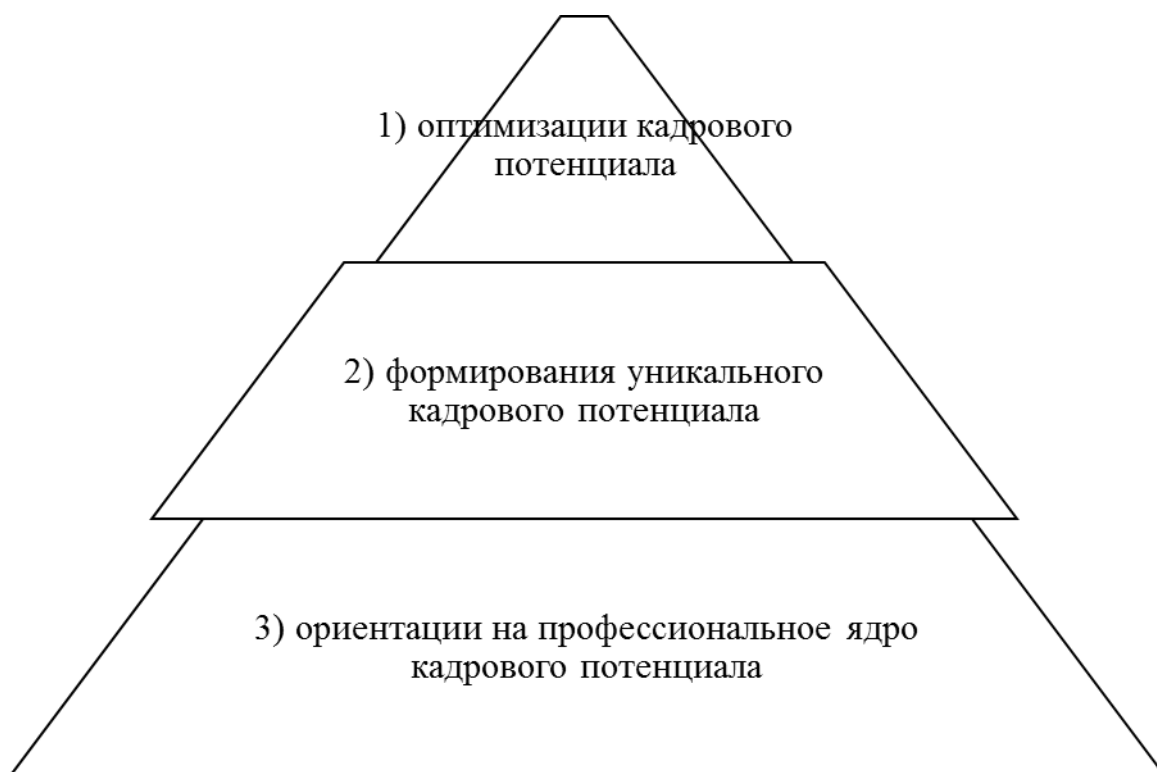 1) оптимизации кадрового
потенциала
2) формирования уникального
кадрового потенциала
3) ориентации на профессиональное ядро
кадрового потенциала